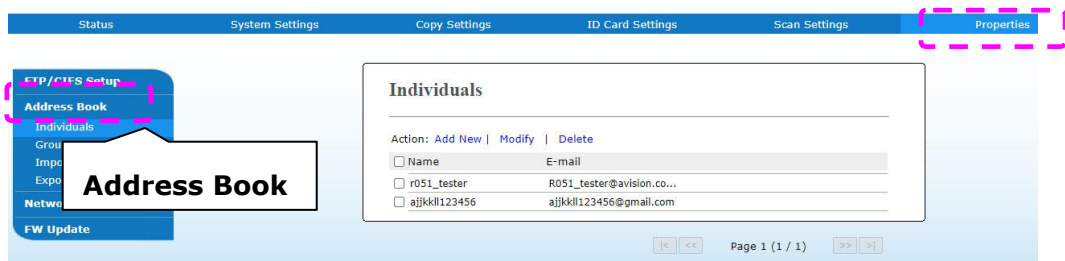 Status System Settings Copy Settings ID Card Settings Scan Settings Properties
FTP/CIFS Setup
Address Book
Individuals
Address Book
FW Update
Individuals
Action: Add New | Modify | Delete
Name E-mail
r051_tester R051_tester@avision.co...
ajjkkll123456 ajjkkll123456@gmail.com
|< << Page 1 (1 / 1) >> >|